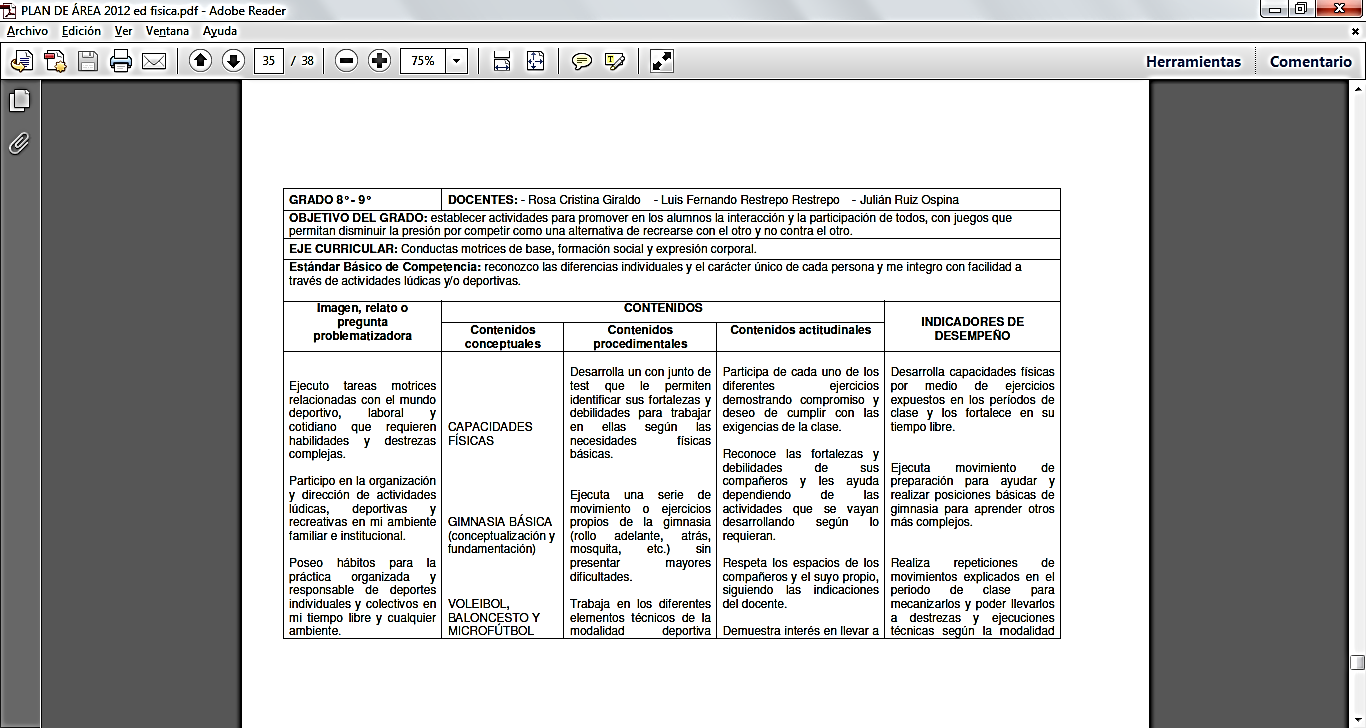 PLAN DE ÁREA 2012 ed fisica.pdf - Adobe Reader
Archivo Edición Ver Ventana Ayuda
35 / 38 75% Herramientas Comentario
GRADO 8° - 9°
DOCENTES: - Rosa Cristina Giraldo - Luis Fernando Restrepo Restrepo - Julián Ruiz Ospina
OBJETIVO DEL GRADO: establecer actividades para promover en los alumnos la interacción y la participación de todos, con juegos que
permitan disminuir la presión por competir como una alternativa de recrearse con el otro y no contra el otro.
EJE CURRICULAR: Conductas motrices de base, formación social y expresión corporal.
Estándar Básico de Competencia: reconozco las diferencias individuales y el carácter único de cada persona y me integro con facilidad a
través de actividades lúdicas y/o deportivas.
Imagen, relato o
pregunta
problematizadora
CONTENIDOS
Contenidos
conceptuales
Contenidos
procedimentales
Contenidos actitudinales
INDICADORES DE
DESEMPEÑO
Ejecuto tareas motrices
relacionadas con el mundo
deportivo, laboral y
cotidiano que requieren
habilidades y destrezas
complejas.
Participo en la organización
y dirección de actividades
lúdicas, deportivas y
recreativas en mi ambiente
familiar e institucional.
Poseo hábitos para la
práctica organizada y
responsable de deportes
individuales y colectivos en
mi tiempo libre y cualquier
ambiente.
CAPACIDADES
FÍSICAS
GIMNASIA BÁSICA
(conceptualización y
fundamentación)
VOLEIBOL,
BALONCESTO Y
MICROFÚTBOL
Desarrolla un con junto de
test que le permiten
identificar sus fortalezas y
debilidades para trabajar
en ellas según las
necesidades físicas
básicas.
Ejecuta una serie de
movimiento o ejercicios
propios de la gimnasia
(rollo adelante, atrás,
mosquita, etc.) sin
presentar mayores
dificultades.
Trabaja en los diferentes
elementos técnicos de la
modalidad deportiva
Participa de cada uno de los
diferentes ejercicios
demostrando compromiso y
deseo de cumplir con las
exigencias de la clase.
Reconoce las fortalezas y
debilidades de sus
compañeros y les ayuda
dependiendo de las
actividades que se vayan
desarrollando según lo
requieran.
Respeta los espacios de los
compañeros y el suyo propio,
siguiendo las indicaciones
del docente.
Demuestra interés en llevar a
Desarrolla capacidades físicas
por medio de ejercicios
expuestos en los períodos de
clase y los fortalece en su
tiempo libre.
Ejecuta movimiento de
preparación para ayudar y
realizar posiciones básicas de
gimnasia para aprender otros
más complejos.
Realiza repeticiones de
movimientos explicados en el
periodo de clase para
mecanizarlos y poder llevarlos
a destrezas y ejecuciones
técnicas según la modalidad